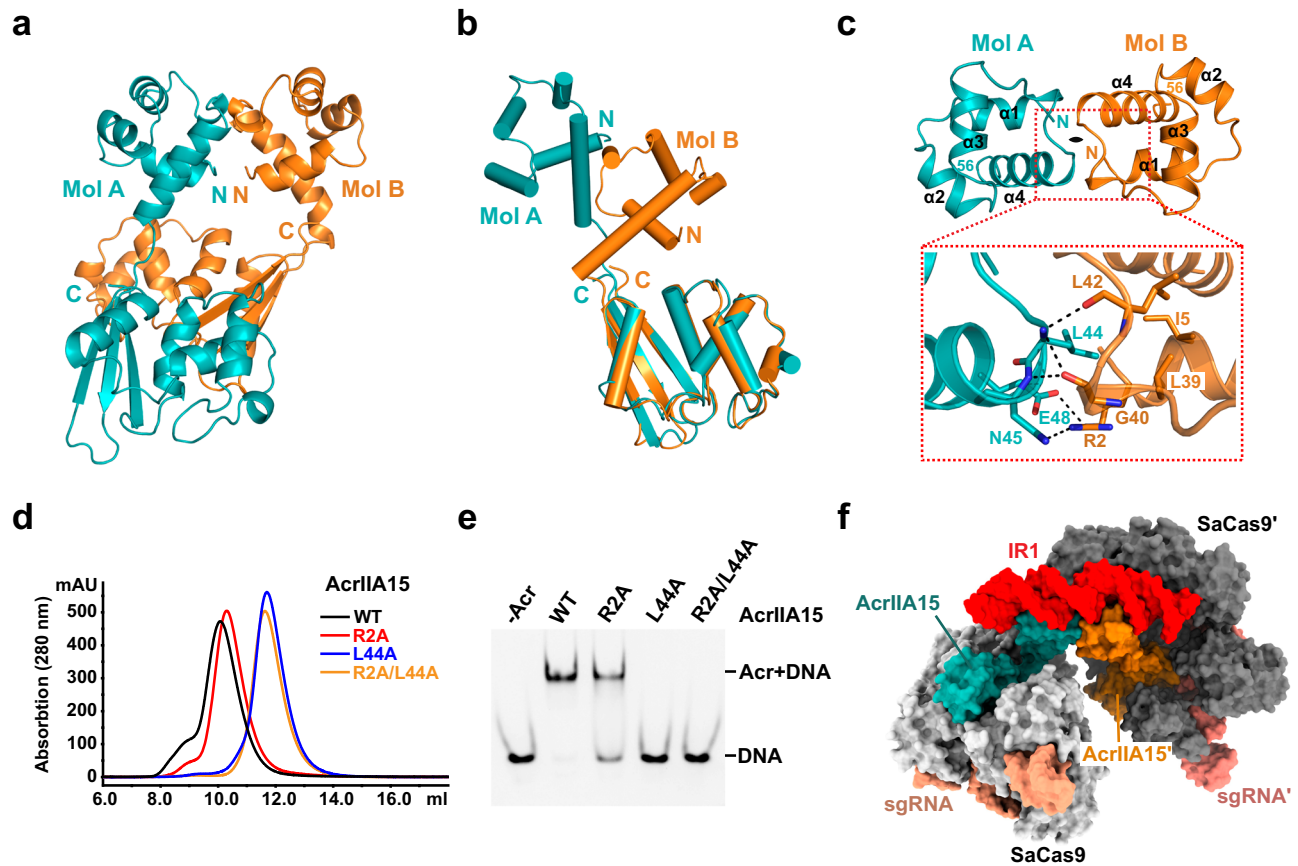 a
Mol A
Mol B
N
N
C
C
b
N
Mol B
Mol A
N
C
C
c
Mol A
Mol B
α4
56
α2
α1
N
α3
α3
N
56
α1
α2
α4
L42
I5
L44
L39
E48
G40
N45
R2
d
mAU
AcrIIA15
500
WT
400
R2A
300
L44A
200
R2A/L44A
100
0
Absorbtion (280 nm)
6.0 8.0 10.0 12.0 14.0 16.0 ml
e
-Acr WT R2A L44A R2A/L44A
AcrIIA15
Acr+DNA
DNA
f
SaCas9'
IR1
AcrIIA15
AcrIIA15'
sgRNA
sgRNA'
SaCas9